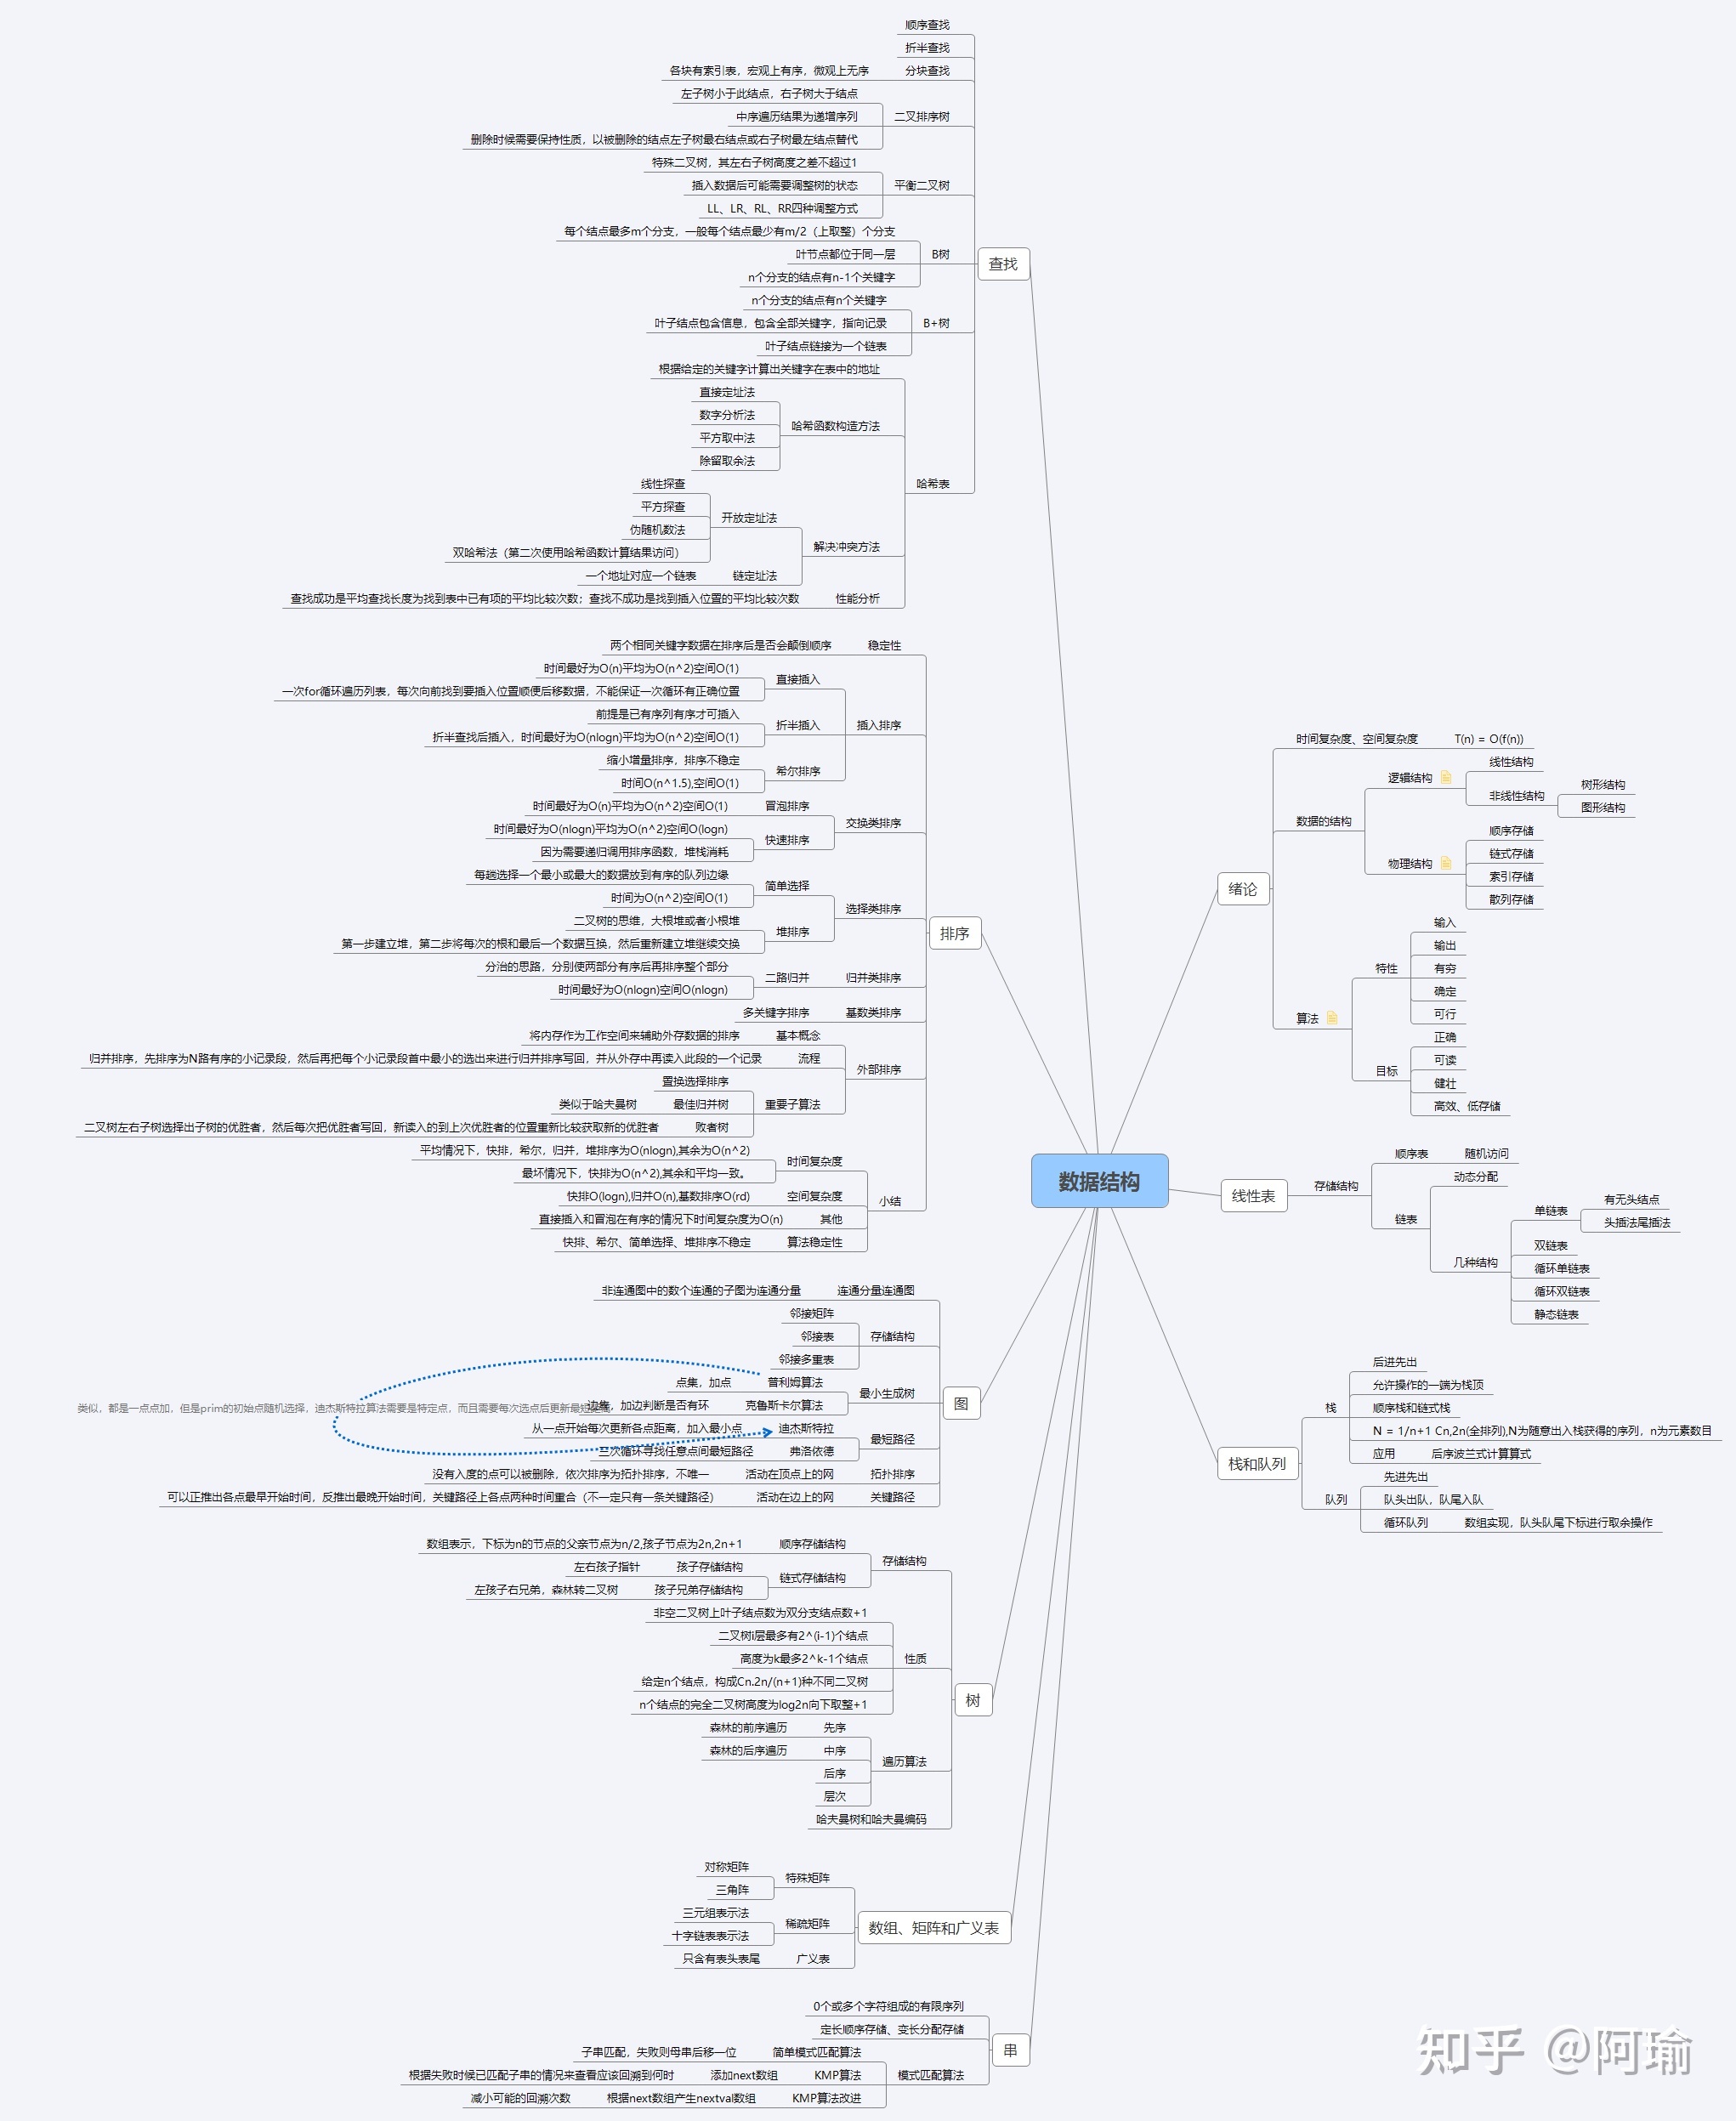 数据结构
绪论
时间复杂度、空间复杂度
T(n) = O(f(n))
数据的结构
逻辑结构
线性结构
非线性结构
树形结构
图形结构
物理结构
顺序存储
链式存储
索引存储
散列存储
算法
特性
输入
输出
有穷
确定
可行
目标
正确
可读
健壮
高效、低存储
线性表
存储结构
顺序表
随机访问
链表
动态分配
几种结构
单链表
有无头结点
头插法尾插法
双链表
循环单链表
循环双链表
静态链表
栈和队列
栈
后进先出
允许操作的一端为栈顶
顺序栈和链式栈
N = 1/n+1 Cn,2n(全排列),N为随意出入栈获得的序列，n为元素数目
应用
后序波兰式计算算式
队列
先进先出
队头出队，队尾入队
循环队列
数组实现，队头队尾下标进行取余操作
查找
顺序查找
折半查找
分块查找
各块有索引表，宏观上有序，微观上无序
二叉排序树
左子树小于此结点，右子树大于结点
中序遍历结果为递增序列
删除时候需要保持性质，以被删除的结点左子树最右结点或右子树最左结点替代
平衡二叉树
特殊二叉树，其左右子树高度之差不超过1
插入数据后可能需要调整树的状态
LL、LR、RL、RR四种调整方式
B树
每个结点最多m个分支，一般每个结点最少有m/2（上取整）个分支
叶节点都位于同一层
n个分支的结点有n-1个关键字
B+树
n个分支的结点有n个关键字
叶子结点包含信息，包含全部关键字，指向记录
叶子结点链接为一个链表
哈希表
根据给定的关键字计算出关键字在表中的地址
哈希函数构造方法
直接定址法
数字分析法
平方取中法
除留取余法
解决冲突方法
开放定址法
线性探查
平方探查
伪随机数法
双哈希法（第二次使用哈希函数计算结果访问）
链定址法
一个地址对应一个链表
性能分析
查找成功是平均查找长度为找到表中已有项的平均比较次数；查找不成功是找到插入位置的平均比较次数
排序
稳定性
两个相同关键字数据在排序后是否会颠倒顺序
插入排序
直接插入
时间最好为O(n)平均为O(n^2)空间O(1)
一次for循环遍历列表，每次向前找到要插入位置顺便后移数据，不能保证一次循环有正确位置
折半插入
前提是已有序列有序才可插入
折半查找后插入，时间最好为O(nlogn)平均为O(n^2)空间O(1)
希尔排序
缩小增量排序，排序不稳定
时间O(n^1.5),空间O(1)
交换类排序
冒泡排序
时间最好为O(n)平均为O(n^2)空间O(1)
快速排序
时间最好为O(nlogn)平均为O(n^2)空间O(logn)
因为需要递归调用排序函数，堆栈消耗
选择类排序
简单选择
每趟选择一个最小或最大的数据放到有序的队列边缘
时间为O(n^2)空间O(1)
堆排序
二叉树的思维，大根堆或者小根堆
第一步建立堆，第二步将每次的根和最后一个数据互换，然后重新建立堆继续交换
归并类排序
二路归并
分治的思路，分别使两部分有序后再排序整个部分
时间最好为O(nlogn)空间O(nlogn)
基数类排序
多关键字排序
外部排序
基本概念
将内存作为工作空间来辅助外存数据的排序
流程
归并排序，先排序为N路有序的小记录段，然后再把每个小记录段首中最小的选出来进行归并排序写回，并从外存中再读入此段的一个记录
重要子算法
置换选择排序
最佳归并树
类似于哈夫曼树
败者树
二叉树左右子树选择出子树的优胜者，然后每次把优胜者写回，新读入的到上次优胜者的位置重新比较获取新的优胜者
小结
时间复杂度
平均情况下，快排，希尔，归并，堆排序为O(nlogn),其余为O(n^2)
最坏情况下，快排为O(n^2),其余和平均一致。
空间复杂度
快排O(logn),归并O(n),基数排序O(rd)
其他
直接插入和冒泡在有序的情况下时间复杂度为O(n)
算法稳定性
快排、希尔、简单选择、堆排序不稳定
图
连通分量连通图
非连通图中的数个连通的子图为连通分量
存储结构
邻接矩阵
邻接表
邻接多重表
最小生成树
普利姆算法
点集，加点
克鲁斯卡尔算法
边集，加边判断是否有环
最短路径
迪杰斯特拉
从一点开始每次更新各点距离，加入最小点
弗洛依德
三次循环寻找任意点间最短路径
类似，都是一点点加，但是prim的初始点随机选择，迪杰斯特拉算法需要是特定点，而且需要每次选点后更新最短距离
拓扑排序
活动在顶点上的网
没有入度的点可以被删除，依次排序为拓扑排序，不唯一
关键路径
活动在边上的网
可以正推出各点最早开始时间，反推出最晚开始时间，关键路径上各点两种时间重合（不一定只有一条关键路径）
树
存储结构
顺序存储结构
数组表示，下标为n的节点的父亲节点为n/2,孩子节点为2n,2n+1
链式存储结构
孩子存储结构
左右孩子指针
孩子兄弟存储结构
左孩子右兄弟，森林转二叉树
性质
非空二叉树上叶子结点数为双分支结点数+1
二叉树i层最多有2^(i-1)个结点
高度为k最多2^k-1个结点
给定n个结点，构成Cn.2n/(n+1)种不同二叉树
n个结点的完全二叉树高度为log2n向下取整+1
遍历算法
先序
森林的前序遍历
中序
森林的后序遍历
后序
层次
哈夫曼树和哈夫曼编码
数组、矩阵和广义表
特殊矩阵
对称矩阵
三角阵
稀疏矩阵
三元组表示法
十字链表表示法
广义表
只含有表头表尾
串
0个或多个字符组成的有限序列
定长顺序存储、变长分配存储
模式匹配算法
简单模式匹配算法
子串匹配，失败则母串后移一位
KMP算法
添加next数组
根据失败时候已匹配子串的情况来查看应该回溯到何时
KMP算法改进
根据next数组产生nextval数组
减小可能的回溯次数
知乎 @阿瑜